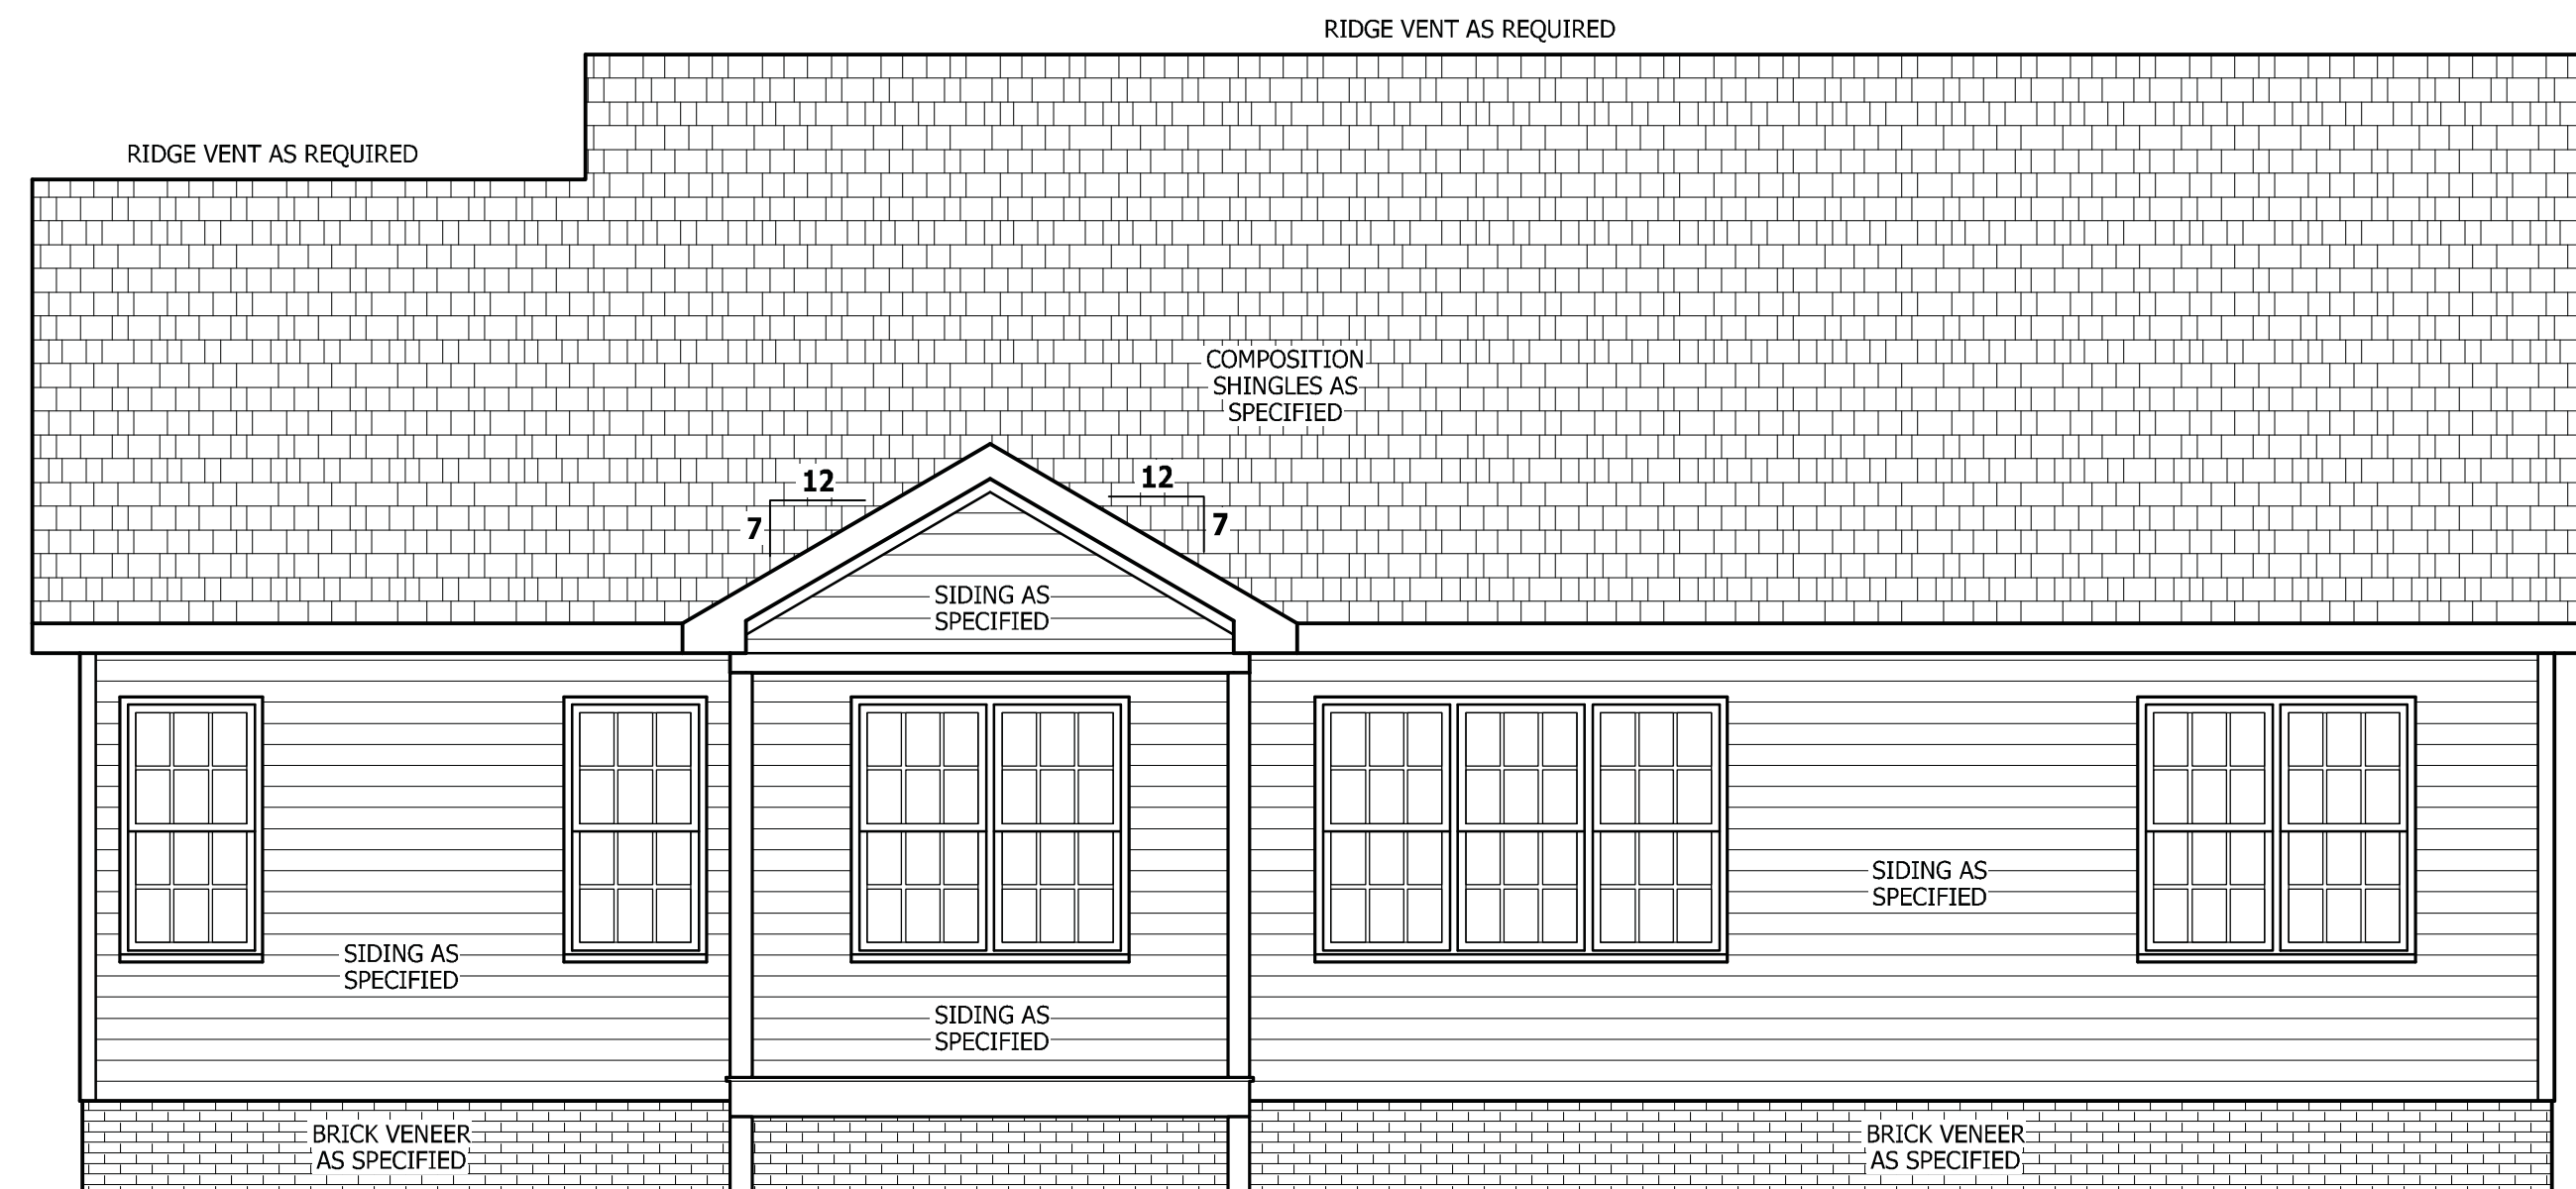 RIDGE VENT AS REQUIRED
RIDGE VENT AS REQUIRED
COMPOSITION
SHINGLES AS
SPECIFIED
12
7
12
7
SIDING AS
SPECIFIED
SIDING AS
SPECIFIED
SIDING AS
SPECIFIED
SIDING AS
SPECIFIED
BRICK VENEER
AS SPECIFIED
BRICK VENEER
AS SPECIFIED